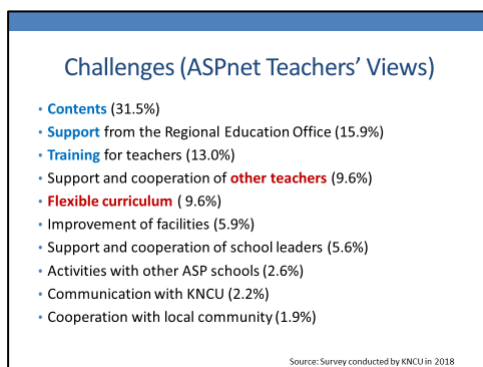 Challenges (ASPnet Teachers' Views)
• Contents (31.5%)
• Support from the Regional Education Office (15.9%)
• Training for teachers (13.0%)
• Support and cooperation of other teachers (9.6%)
• Flexible curriculum ( 9.6%)
• Improvement of facilities (5.9%)
• Support and cooperation of school leaders (5.6%)
• Activities with other ASP schools (2.6%)
• Communication with KNCU (2.2%)
• Cooperation with local community (1.9%)
Source: Survey conducted by KNCU in 2018